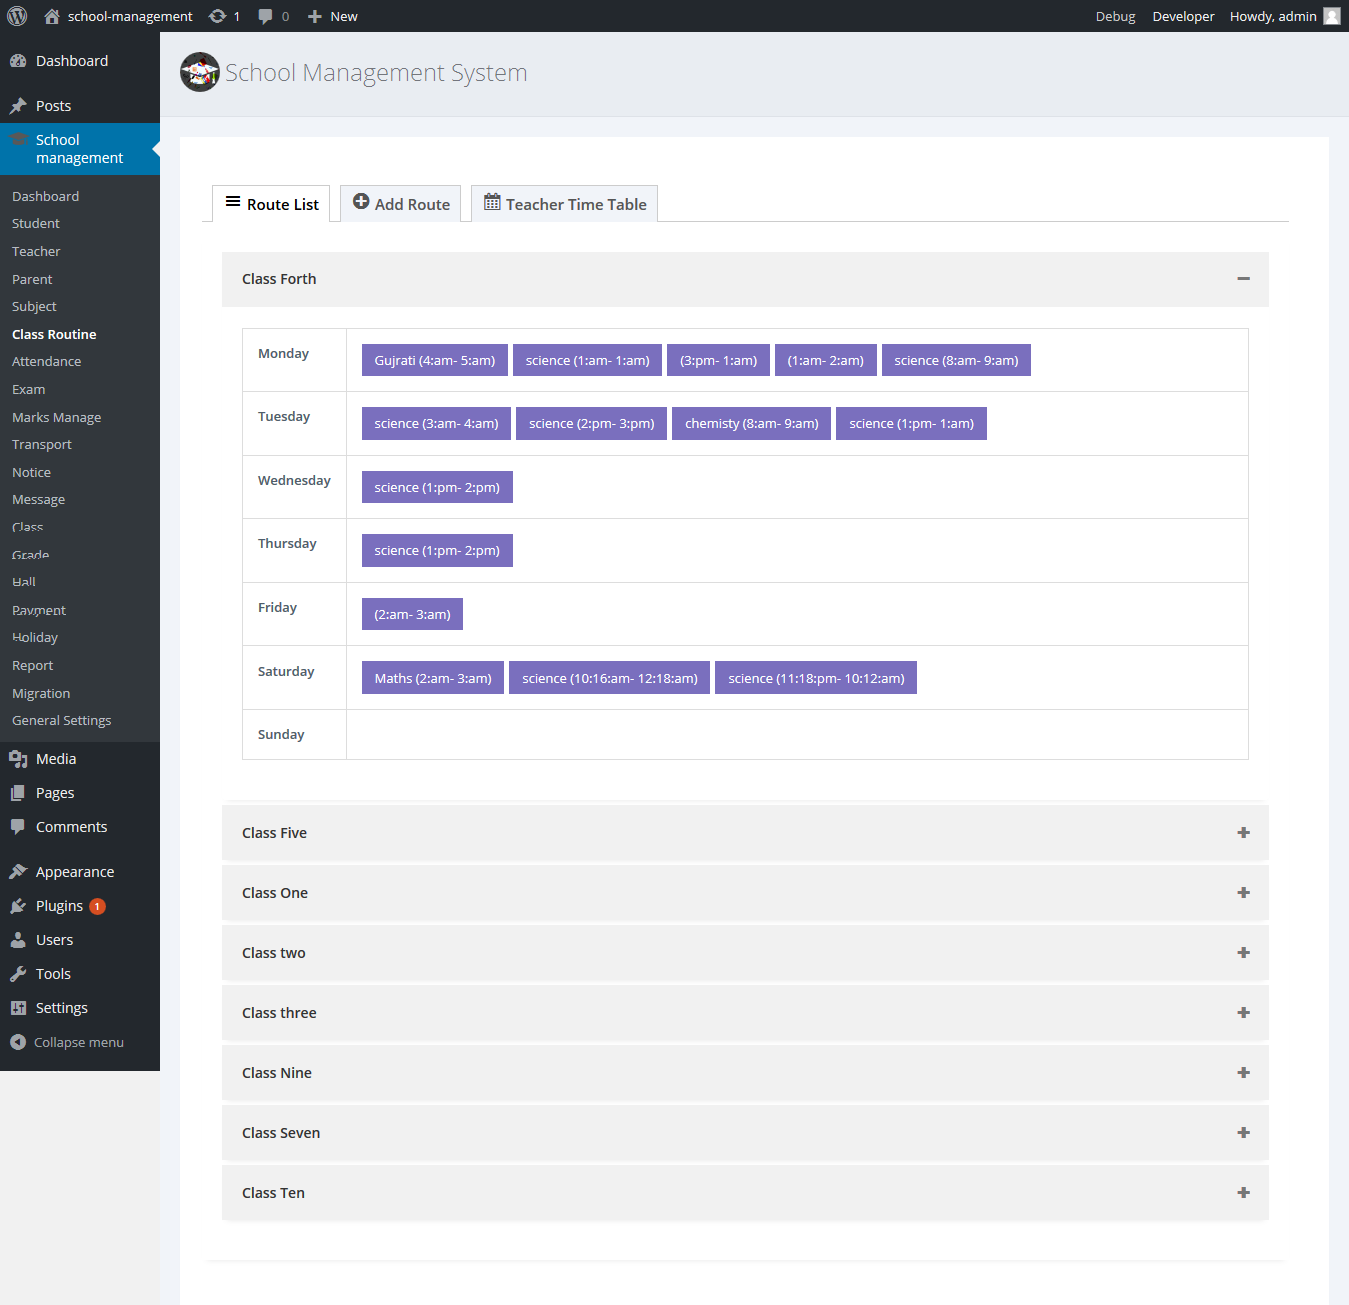 school-management 1 0 New Debug Developer Howdy, admin
Dashboard
Posts
School
management
Dashboard
Student
Teacher
Parent
Subject
Class Routine
Attendance
Exam
Marks Manage
Transport
Notice
Message
Class
Grade
Hall
Payment
Holiday
Report
Migration
General Settings
Media
Pages
Comments
Appearance
Plugins 1
Users
Tools
Settings
Collapse menu
School Management System
Route List Add Route Teacher Time Table
Class Forth
Monday Gujrati (4:am- 5:am) science (1:am- 1:am) (3:pm- 1:am) (1:am- 2:am) science (8:am- 9:am)
Tuesday science (3:am- 4:am) science (2:pm- 3:pm) chemisty (8:am- 9:am) science (1:pm- 1:am)
Wednesday science (1:pm- 2:pm)
Thursday science (1:pm- 2:pm)
Friday (2:am- 3:am)
Saturday Maths (2:am- 3:am) science (10:16:am- 12:18:am) science (11:18:pm- 10:12:am)
Sunday
Class Five
Class One
Class two
Class three
Class Nine
Class Seven
Class Ten